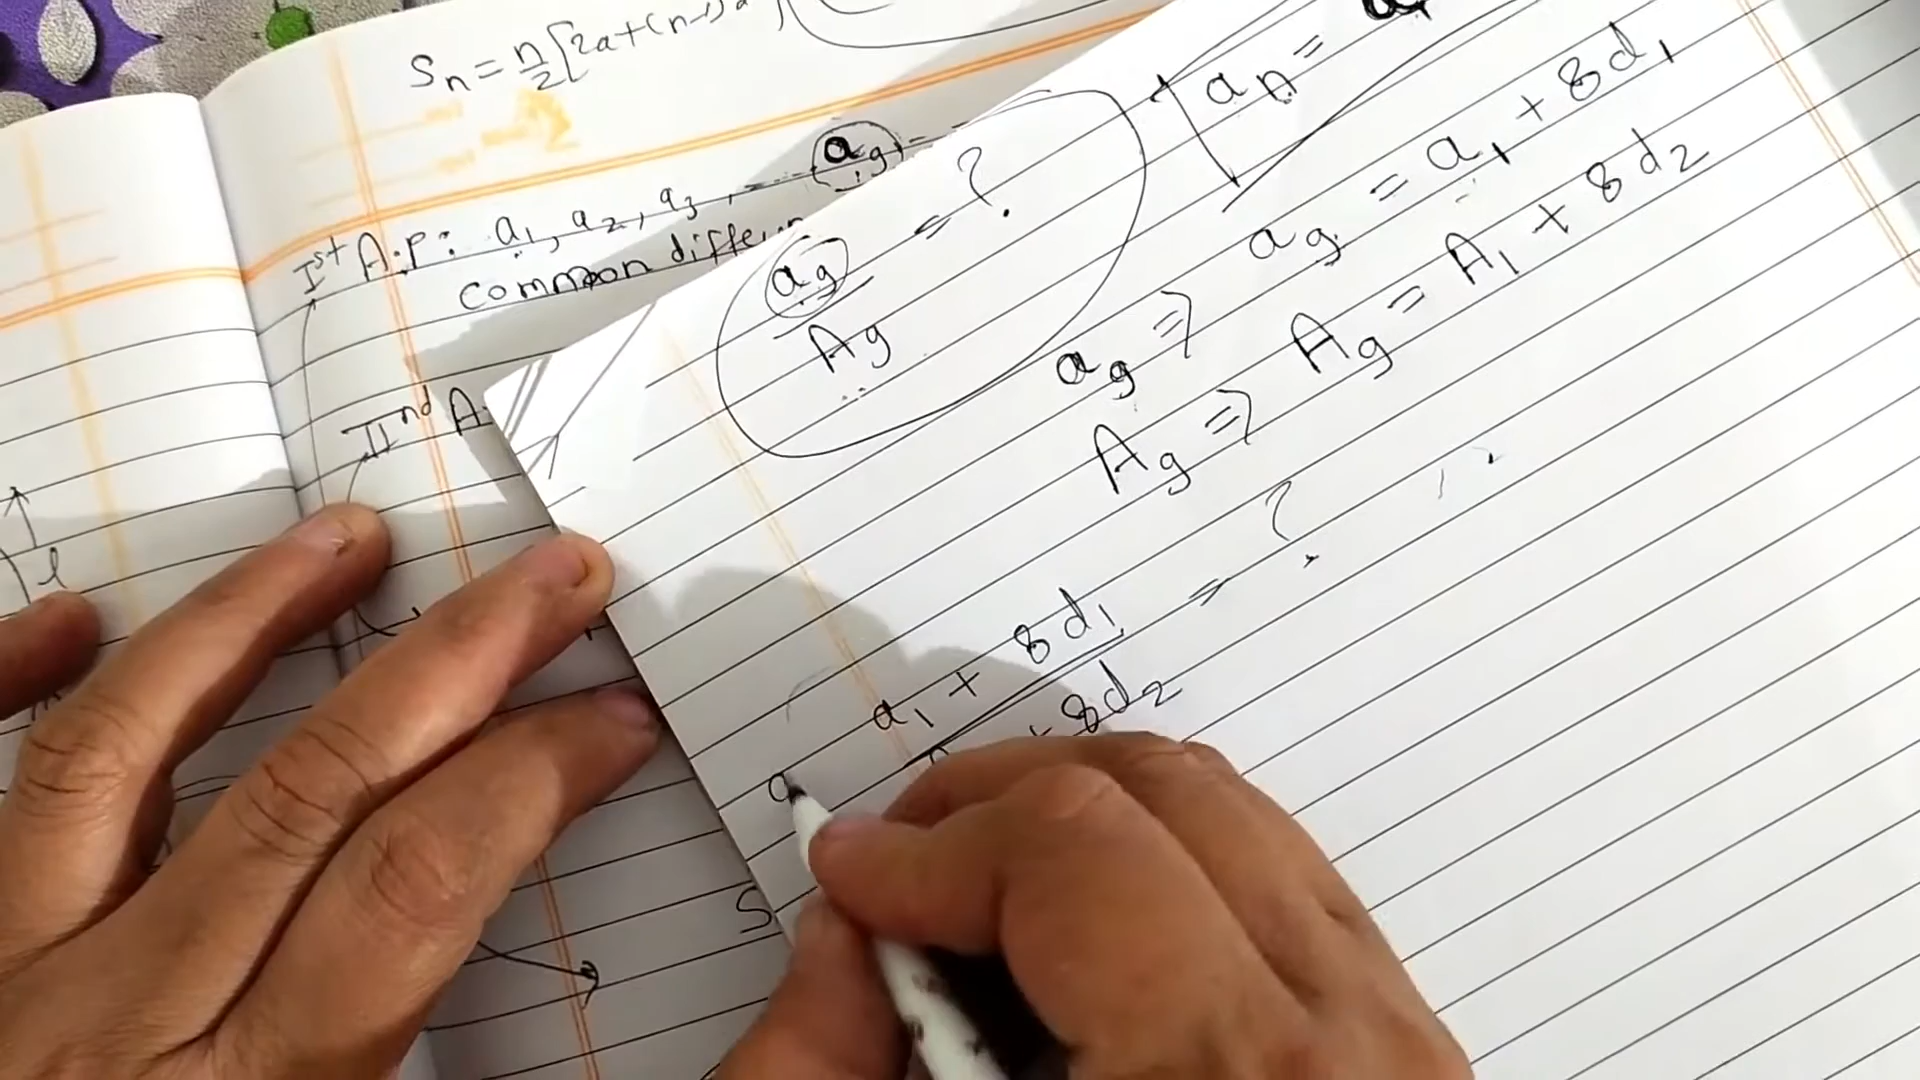 Sn = n/2 [2a+(n-1)d
Ist A.P: a1, a2, a3, --- a9 --
common differ
IInd A.
a9/A9 = ?
an =
a9 ⇒ a9 = a1 + 8d1
A9 ⇒ A9 = A1 + 8d2
a1 + 8d1 / + 8d2 = ?
a
S
l